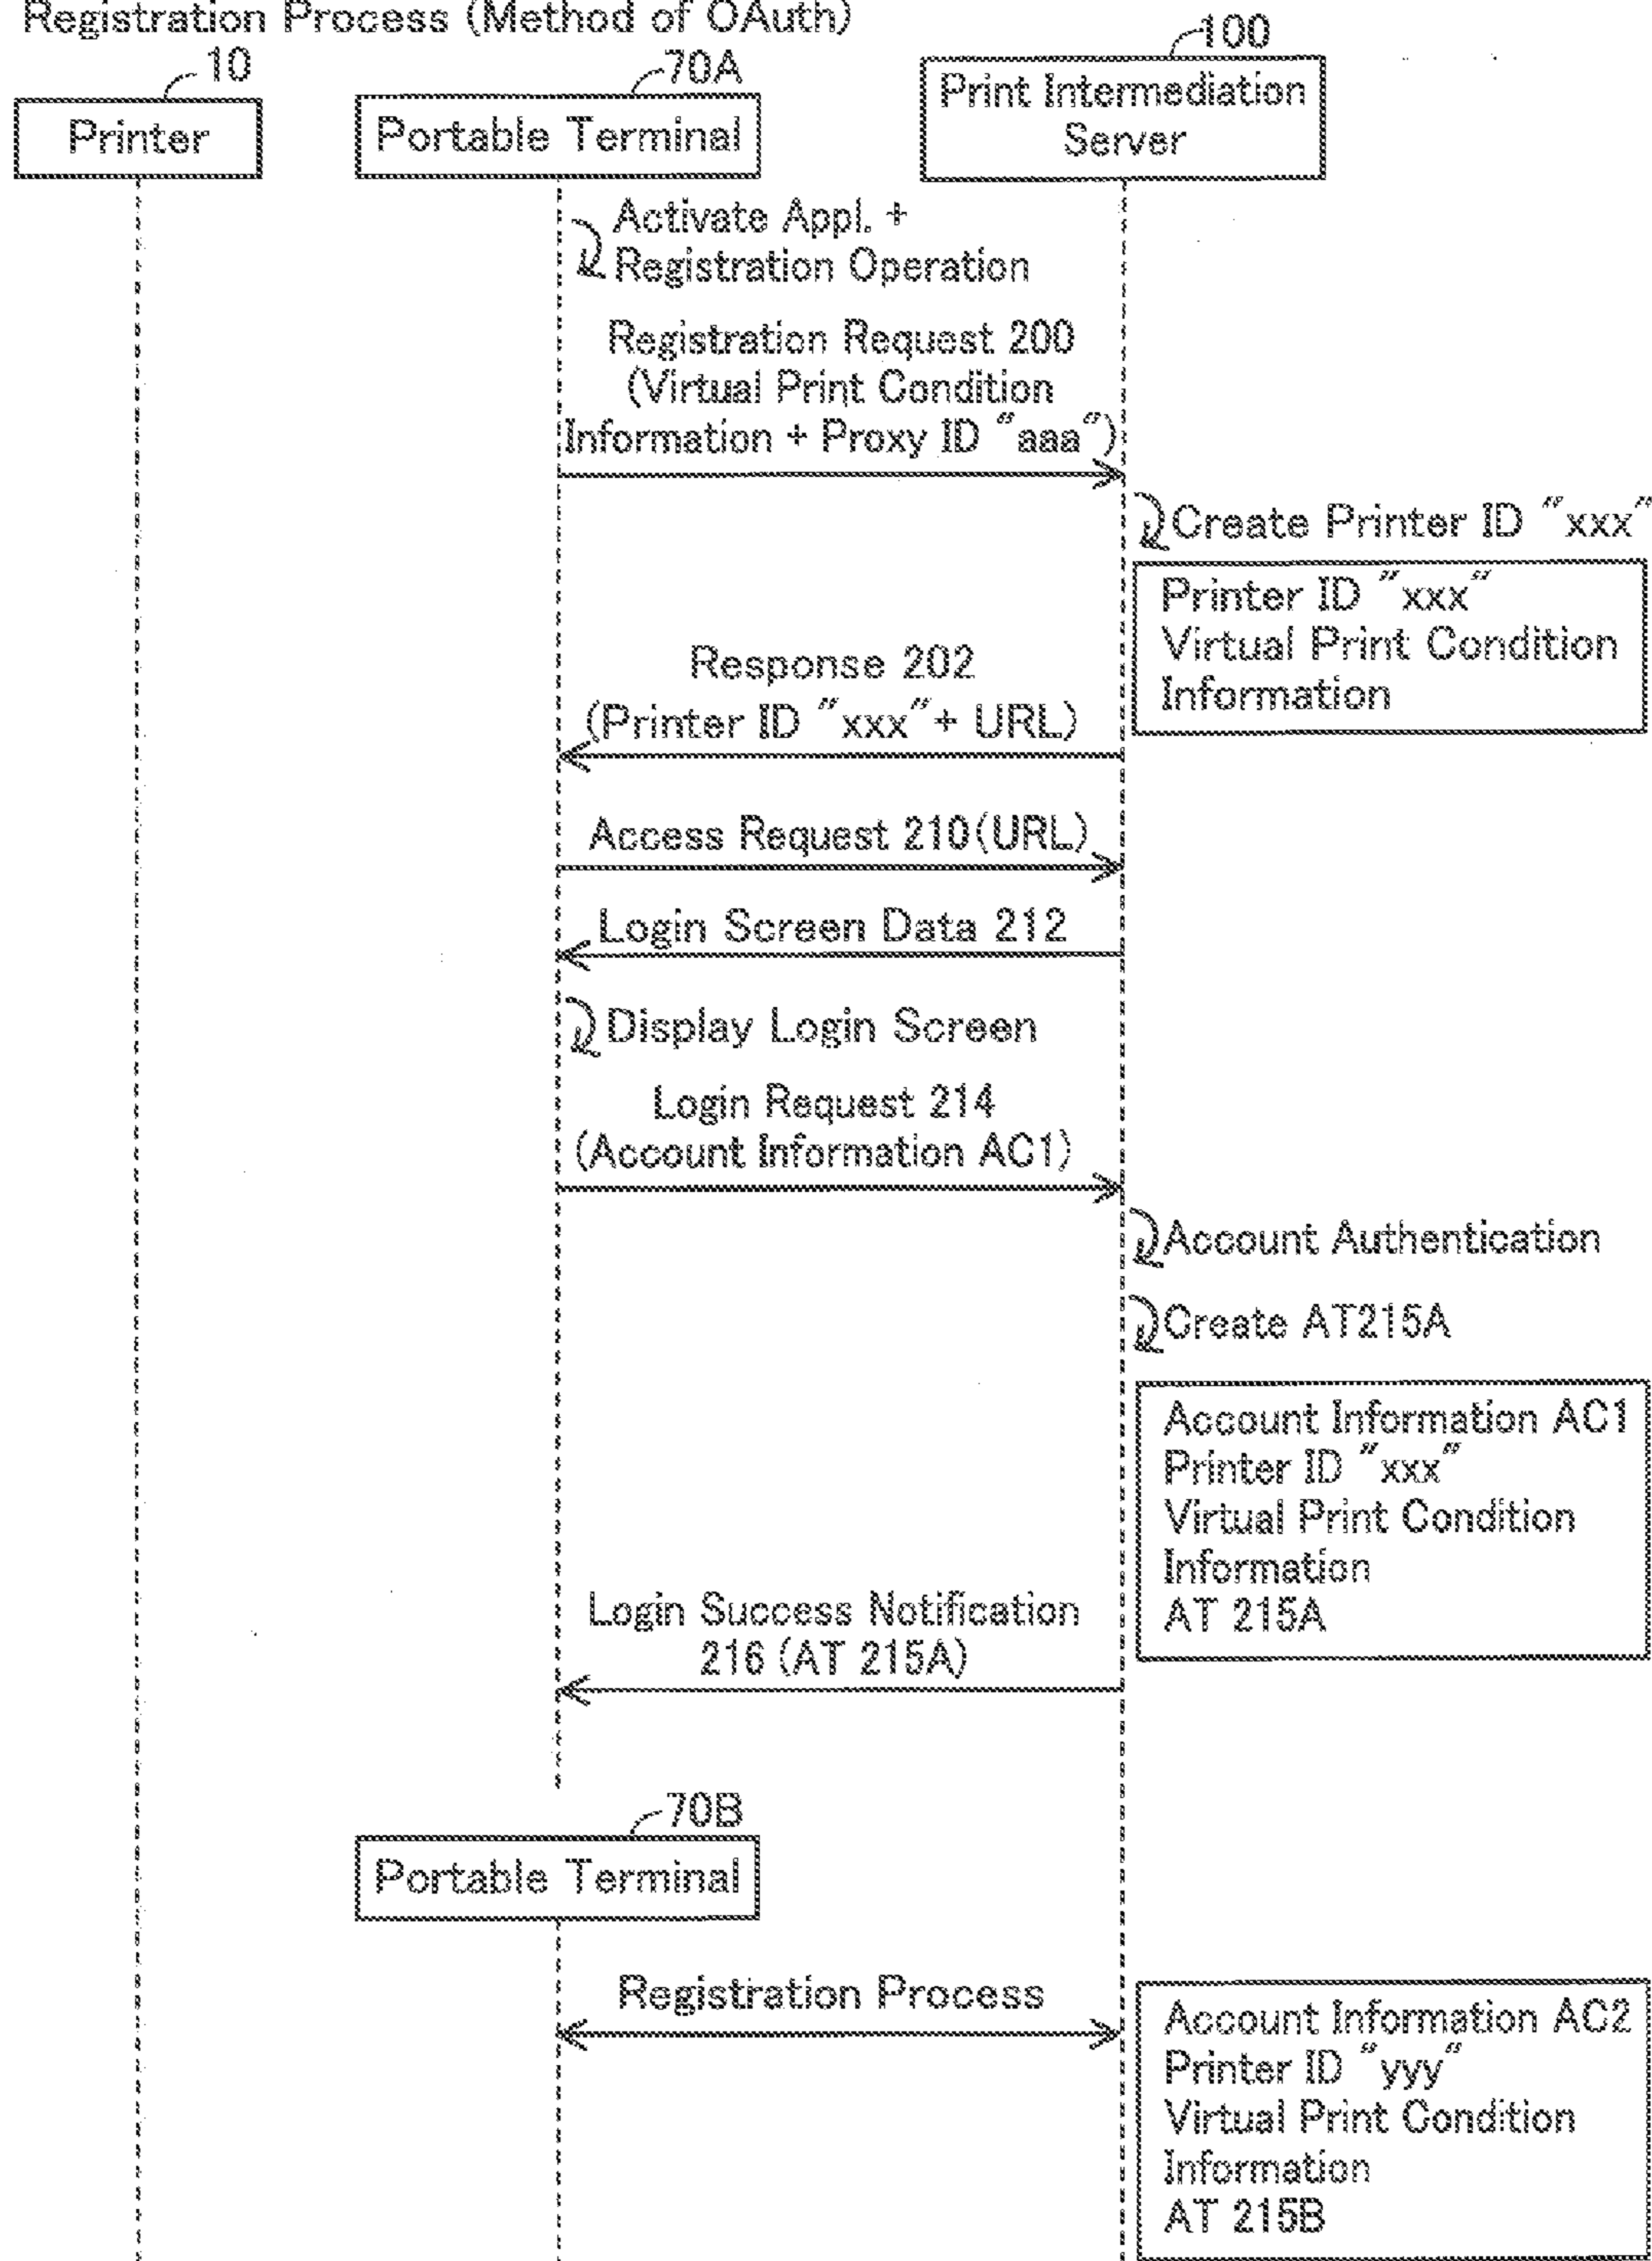 Registration Process (Method of OAuth)
10
70A
100
Printer
Portable Terminal
Print Intermediation
Server
Activate Appl. +
Registration Operation
Registration Request 200
(Virtual Print Condition
Information + Proxy ID "aaa")
Create Printer ID "xxx"
Printer ID "xxx"
Virtual Print Condition
Information
Response 202
(Printer ID "xxx"+ URL)
Access Request 210(URL)
Login Screen Data 212
Display Login Screen
Login Request 214
(Account Information AC1)
Account Authentication
Create AT215A
Account Information AC1
Printer ID "xxx"
Virtual Print Condition
Information
AT 215A
Login Success Notification
216 (AT 215A)
70B
Portable Terminal
Registration Process
Account Information AC2
Printer ID "yyy"
Virtual Print Condition
Information
AT 215B